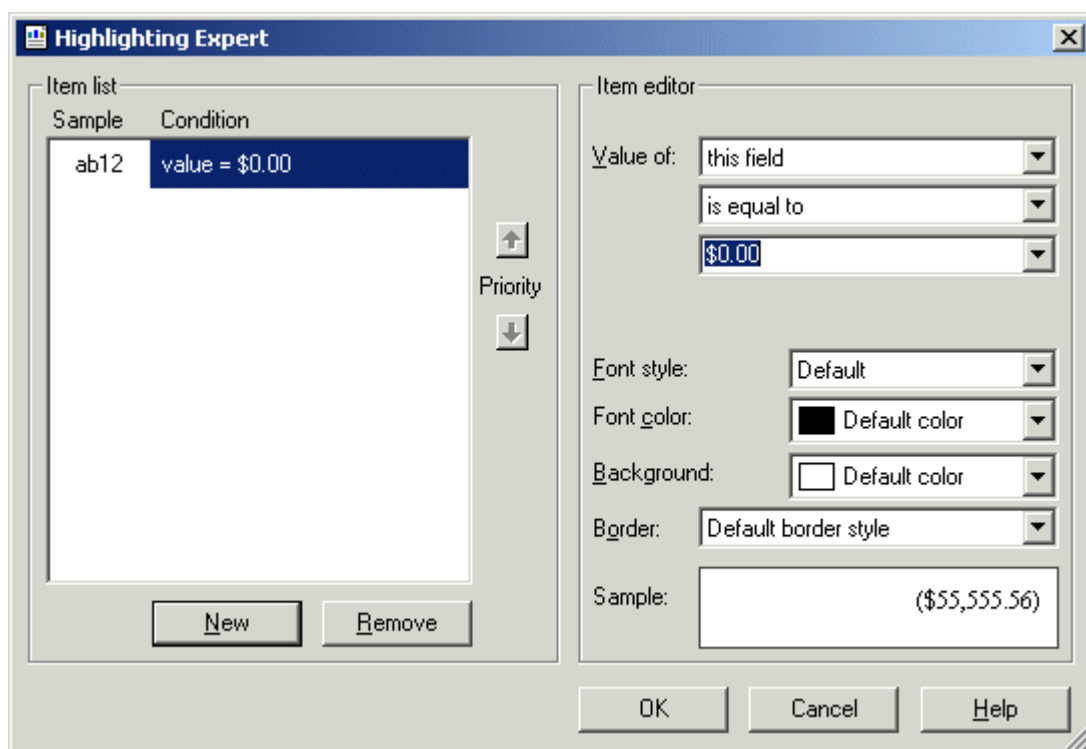 Highlighting Expert
Item list
Sample Condition
ab12 value = $0.00
Priority
New Remove
Item editor
Value of: this field
is equal to
$0.00
Font style: Default
Font color: Default color
Background: Default color
Border: Default border style
Sample: ($55,555.56)
OK Cancel Help